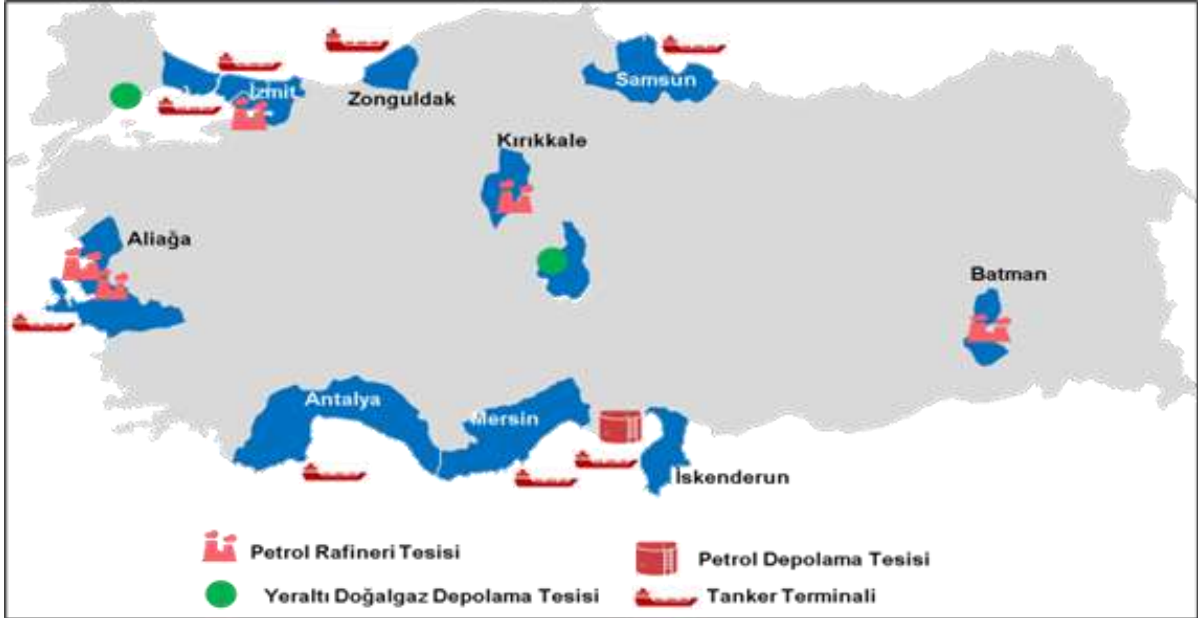 İzmit
Zonguldak
Samsun
Kırıkkale
Aliağa
Batman
Antalya
Mersin
İskenderun
Petrol Rafineri Tesisi
Petrol Depolama Tesisi
Yeraltı Doğalgaz Depolama Tesisi
Tanker Terminali